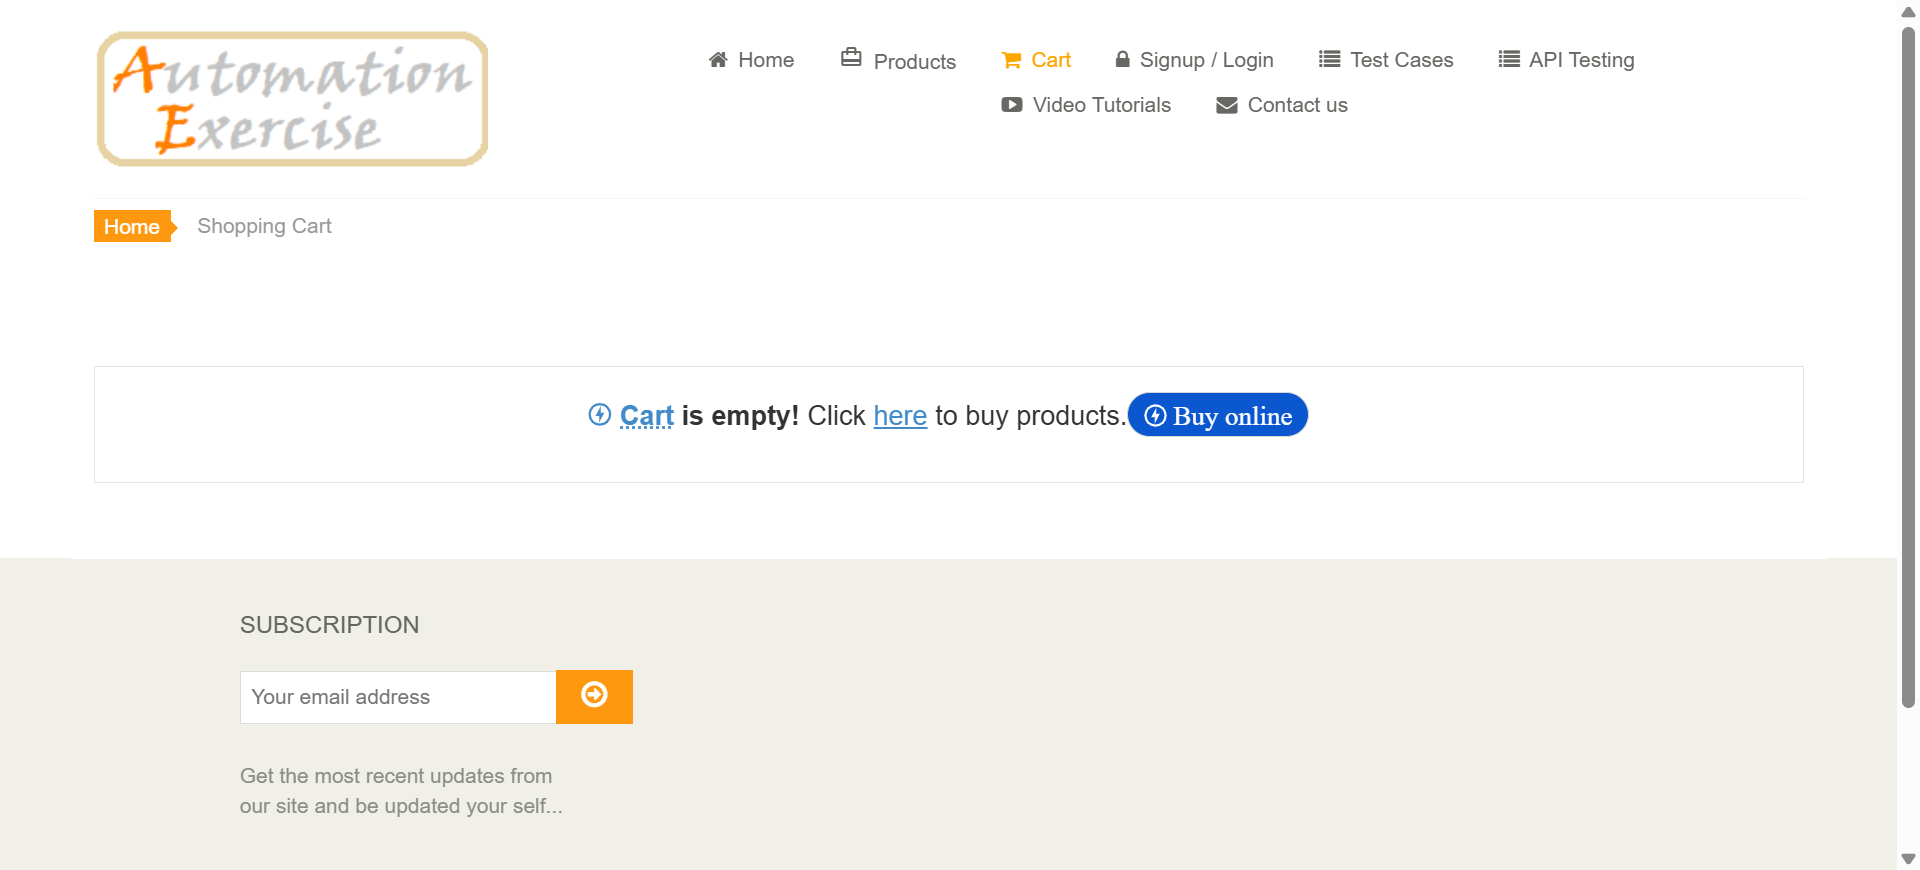 Automation
Exercise
Home
Products
Cart
Signup / Login
Test Cases
API Testing
Video Tutorials
Contact us
Home
Shopping Cart
Cart is empty! Click here to buy products. Buy online
SUBSCRIPTION
Your email address
Get the most recent updates from
our site and be updated your self...